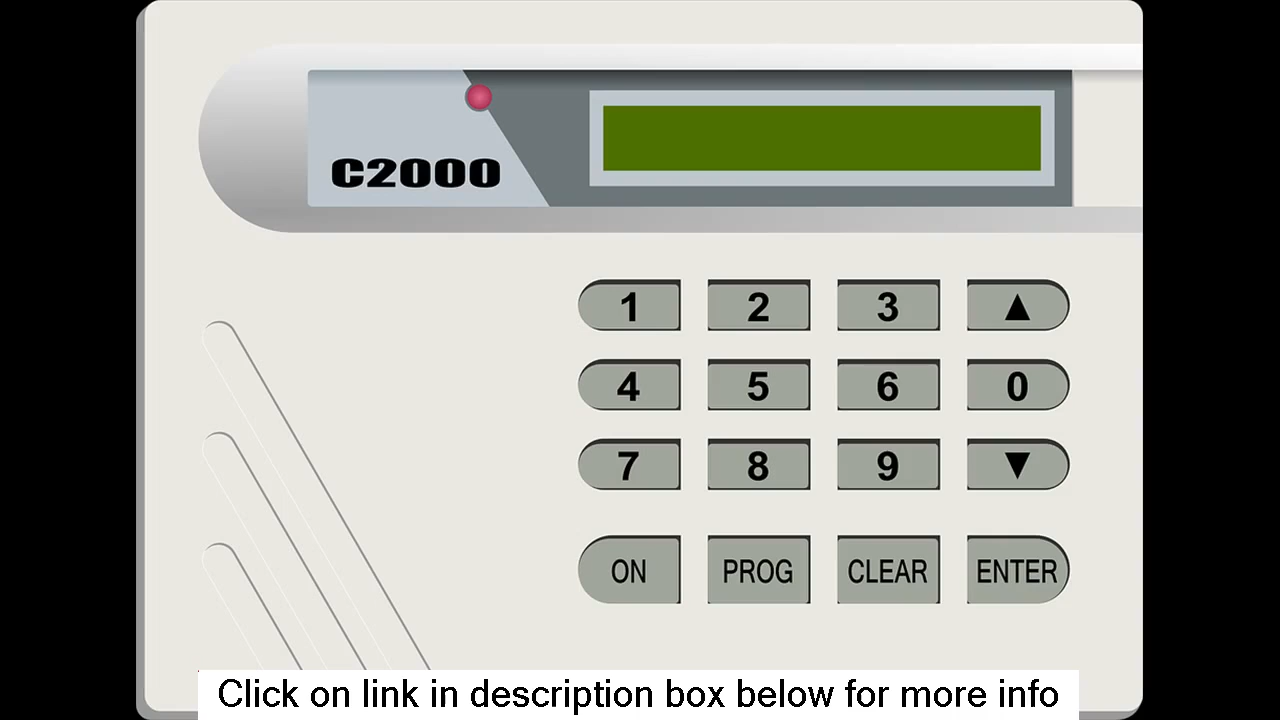 C2000
1 2 3 ▲
4 5 6 0
7 8 9 ▼
ON PROG CLEAR ENTER
Click on link in description box below for more info